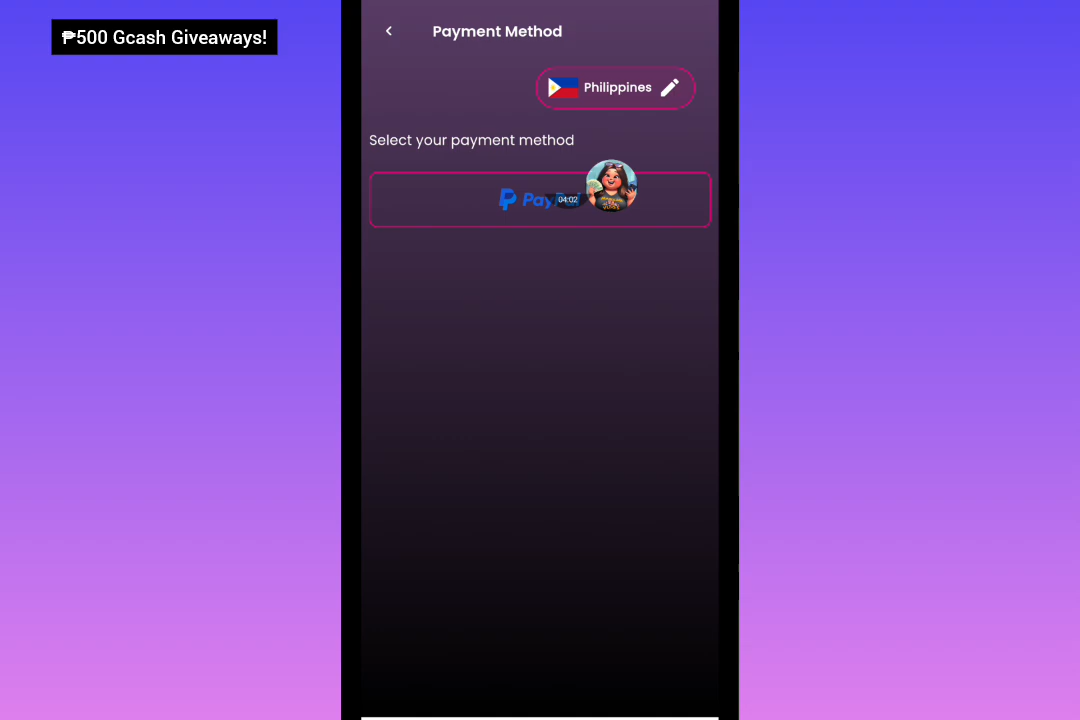 ₱500 Gcash Giveaways!
Payment Method
Philippines
Select your payment method
04:02